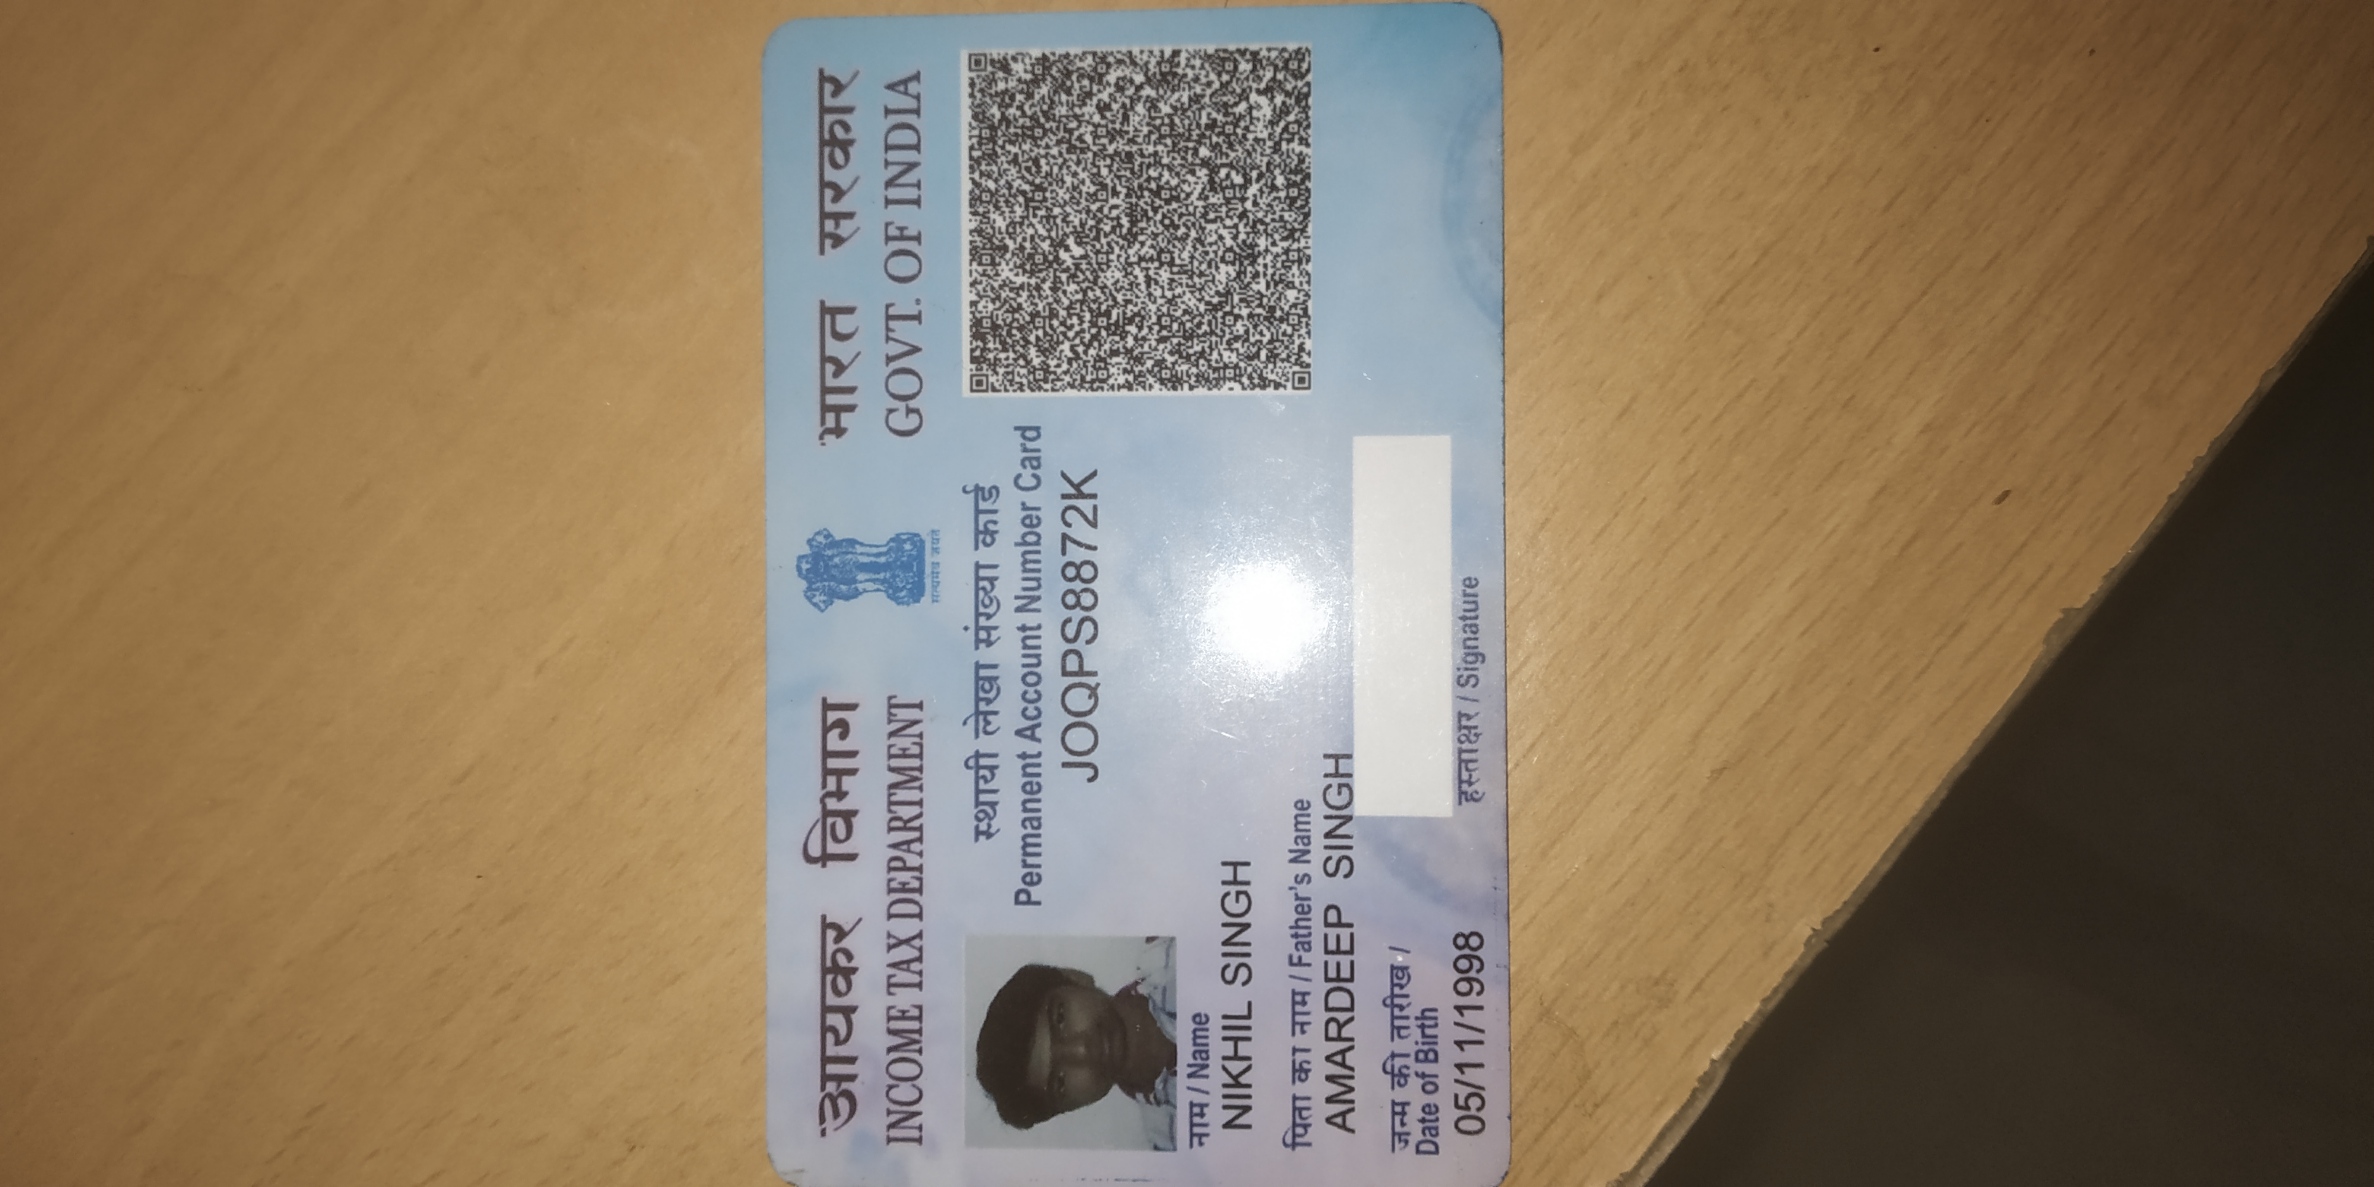 आयकर विभाग
INCOME TAX DEPARTMENT
सत्यमेव जयते
भारत सरकार
GOVT. OF INDIA
स्थायी लेखा संख्या कार्ड
Permanent Account Number Card
JOQPS8872K
नाम / Name
NIKHIL SINGH
पिता का नाम / Father's Name
AMARDEEP SINGH
जन्म की तारीख /
Date of Birth
05/11/1998
हस्ताक्षर / Signature